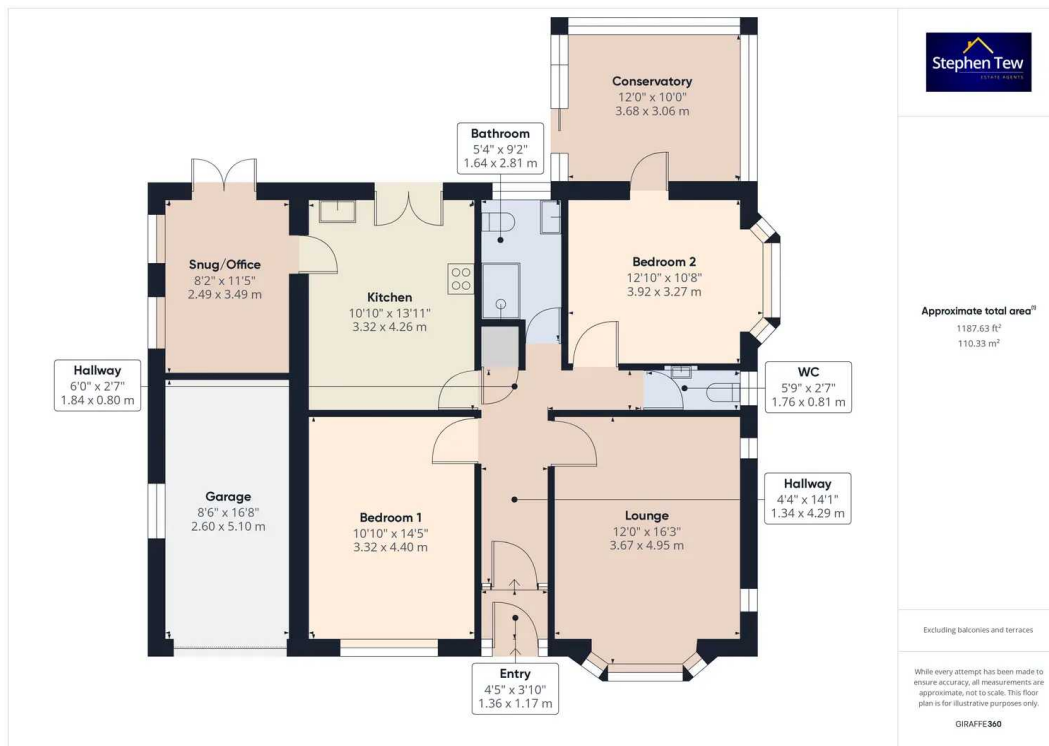 Stephen Tew
ESTATE AGENTS
Conservatory
12'0" x 10'0"
3.68 x 3.06 m
Bathroom
5'4" x 9'2"
1.64 x 2.81 m
Snug/Office
8'2" x 11'5"
2.49 x 3.49 m
Kitchen
10'10" x 13'11"
3.32 x 4.26 m
Bedroom 2
12'10" x 10'8"
3.92 x 3.27 m
Hallway
6'0" x 2'7"
1.84 x 0.80 m
WC
5'9" x 2'7"
1.76 x 0.81 m
Garage
8'6" x 16'8"
2.60 x 5.10 m
Bedroom 1
10'10" x 14'5"
3.32 x 4.40 m
Lounge
12'0" x 16'3"
3.67 x 4.95 m
Hallway
4'4" x 14'1"
1.34 x 4.29 m
Entry
4'5" x 3'10"
1.36 x 1.17 m
Approximate total area⁽¹⁾
1187.63 ft²
110.33 m²
Excluding balconies and terraces
While every attempt has been made to
ensure accuracy, all measurements are
approximate, not to scale. This floor
plan is for illustrative purposes only.
GIRAFFE360